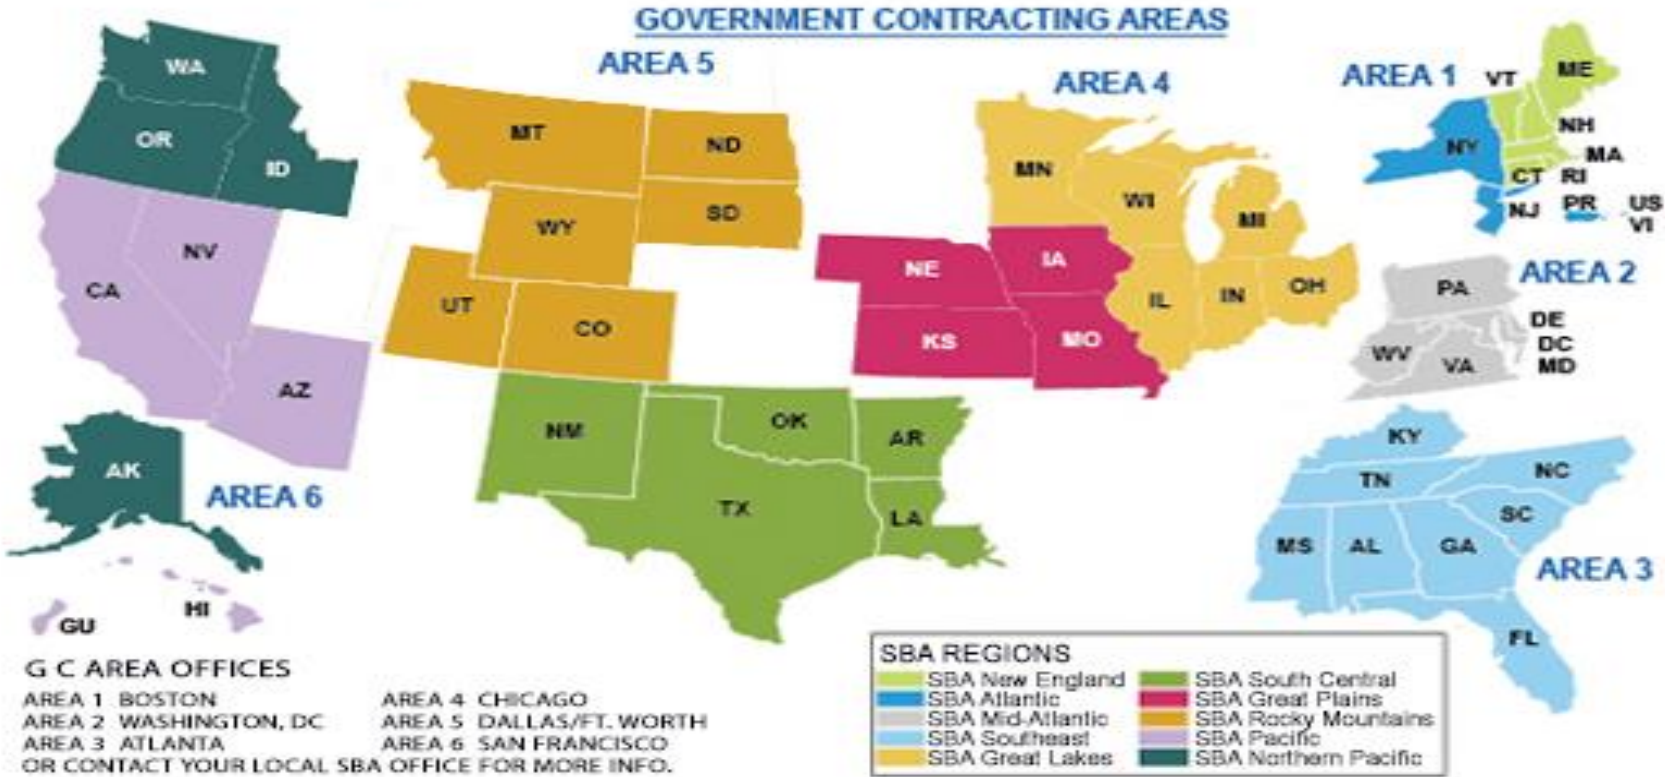 GOVERNMENT CONTRACTING AREAS
AREA 5
AREA 4
AREA 1
VT
ME
WA
OR
ID
MT
ND
SD
WY
UT
CO
MN
WI
MI
NY
NH
MA
CT
RI
NJ
PR
US
VI
CA
NV
AZ
NE
IA
KS
MO
IL
IN
OH
AREA 2
PA
DE
DC
MD
WV
VA
NM
OK
AR
TX
LA
AK
AREA 6
HI
GU
KY
TN
NC
SC
MS
AL
GA
AREA 3
FL
G C AREA OFFICES
AREA 1 BOSTON
AREA 2 WASHINGTON, DC
AREA 3 ATLANTA
AREA 4 CHICAGO
AREA 5 DALLAS/FT. WORTH
AREA 6 SAN FRANCISCO
OR CONTACT YOUR LOCAL SBA OFFICE FOR MORE INFO.
SBA REGIONS
SBA New England
SBA Atlantic
SBA Mid-Atlantic
SBA Southeast
SBA Great Lakes
SBA South Central
SBA Great Plains
SBA Rocky Mountains
SBA Pacific
SBA Northern Pacific